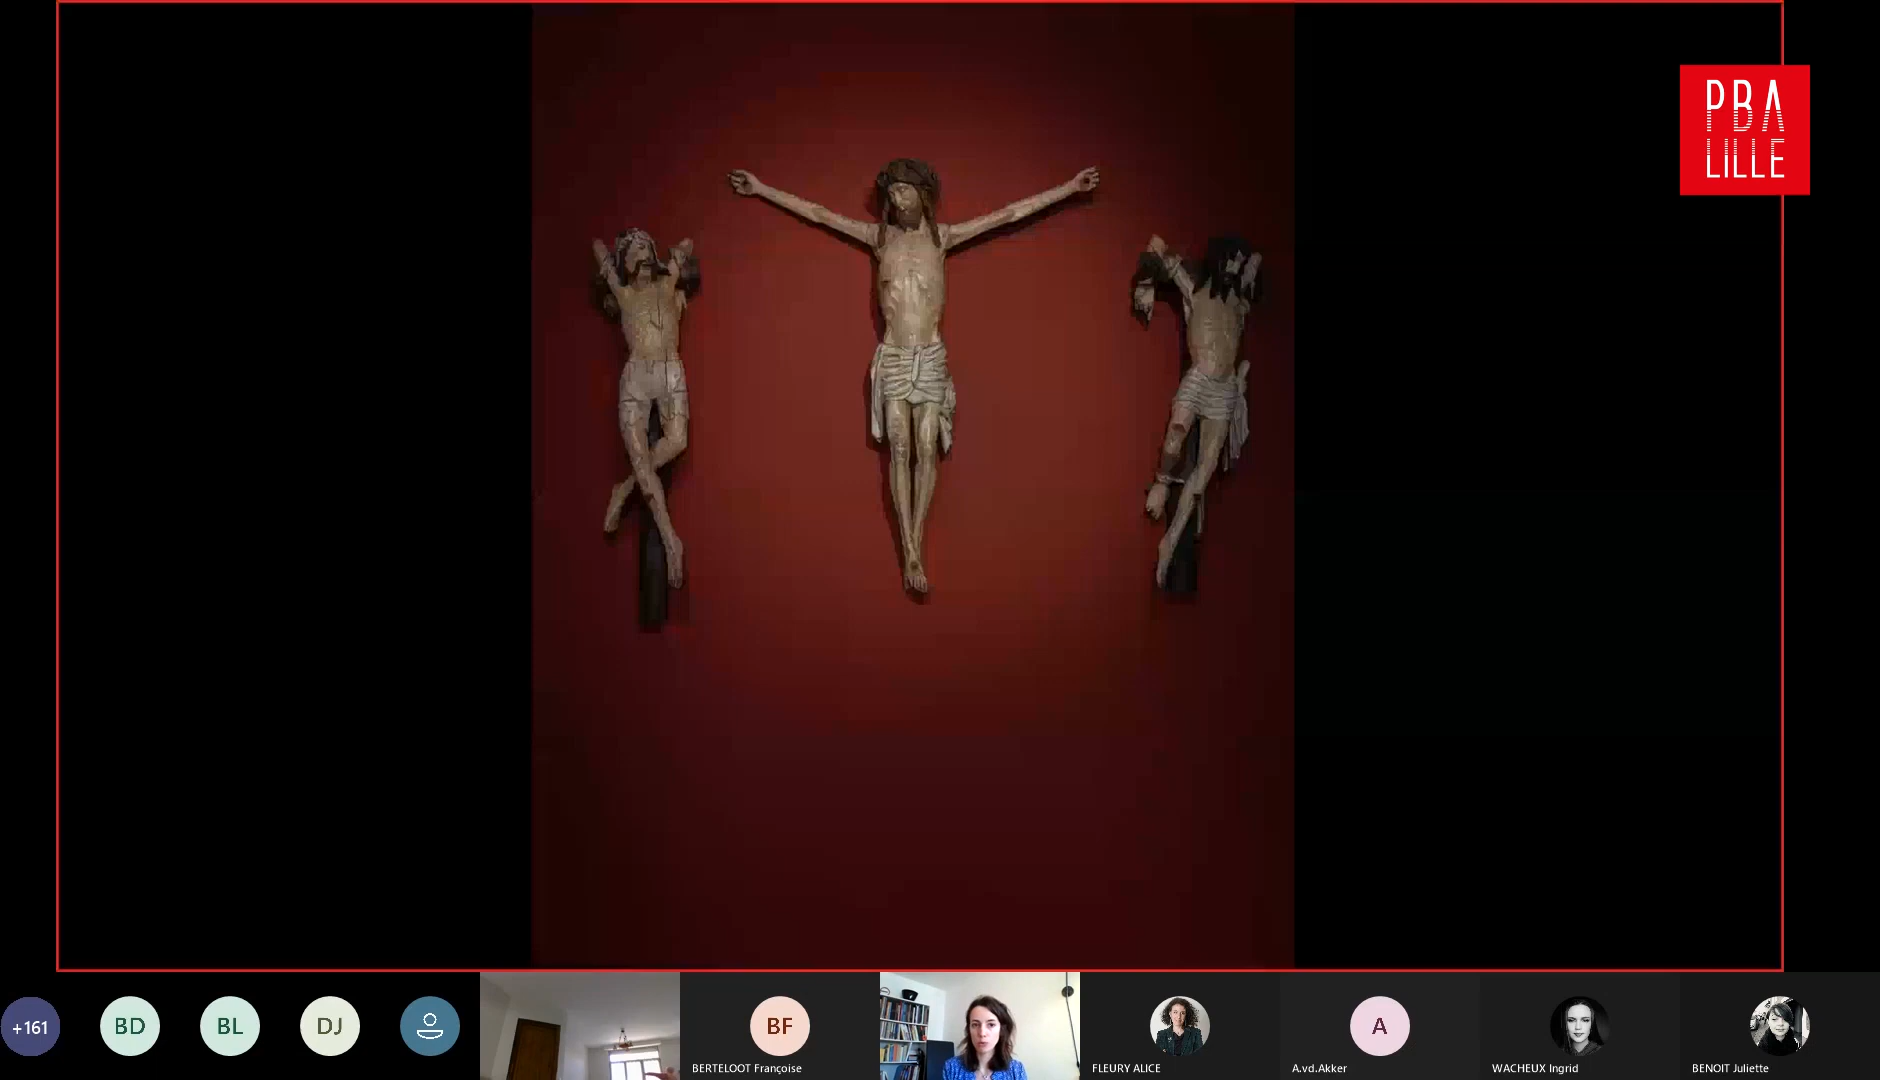 PBA
LILLE
+161
BD
BL
DJ
BF
A
BERTELOOT Françoise
FLEURY ALICE
A.vd.Akker
WACHEUX Ingrid
BENOIT Juliette